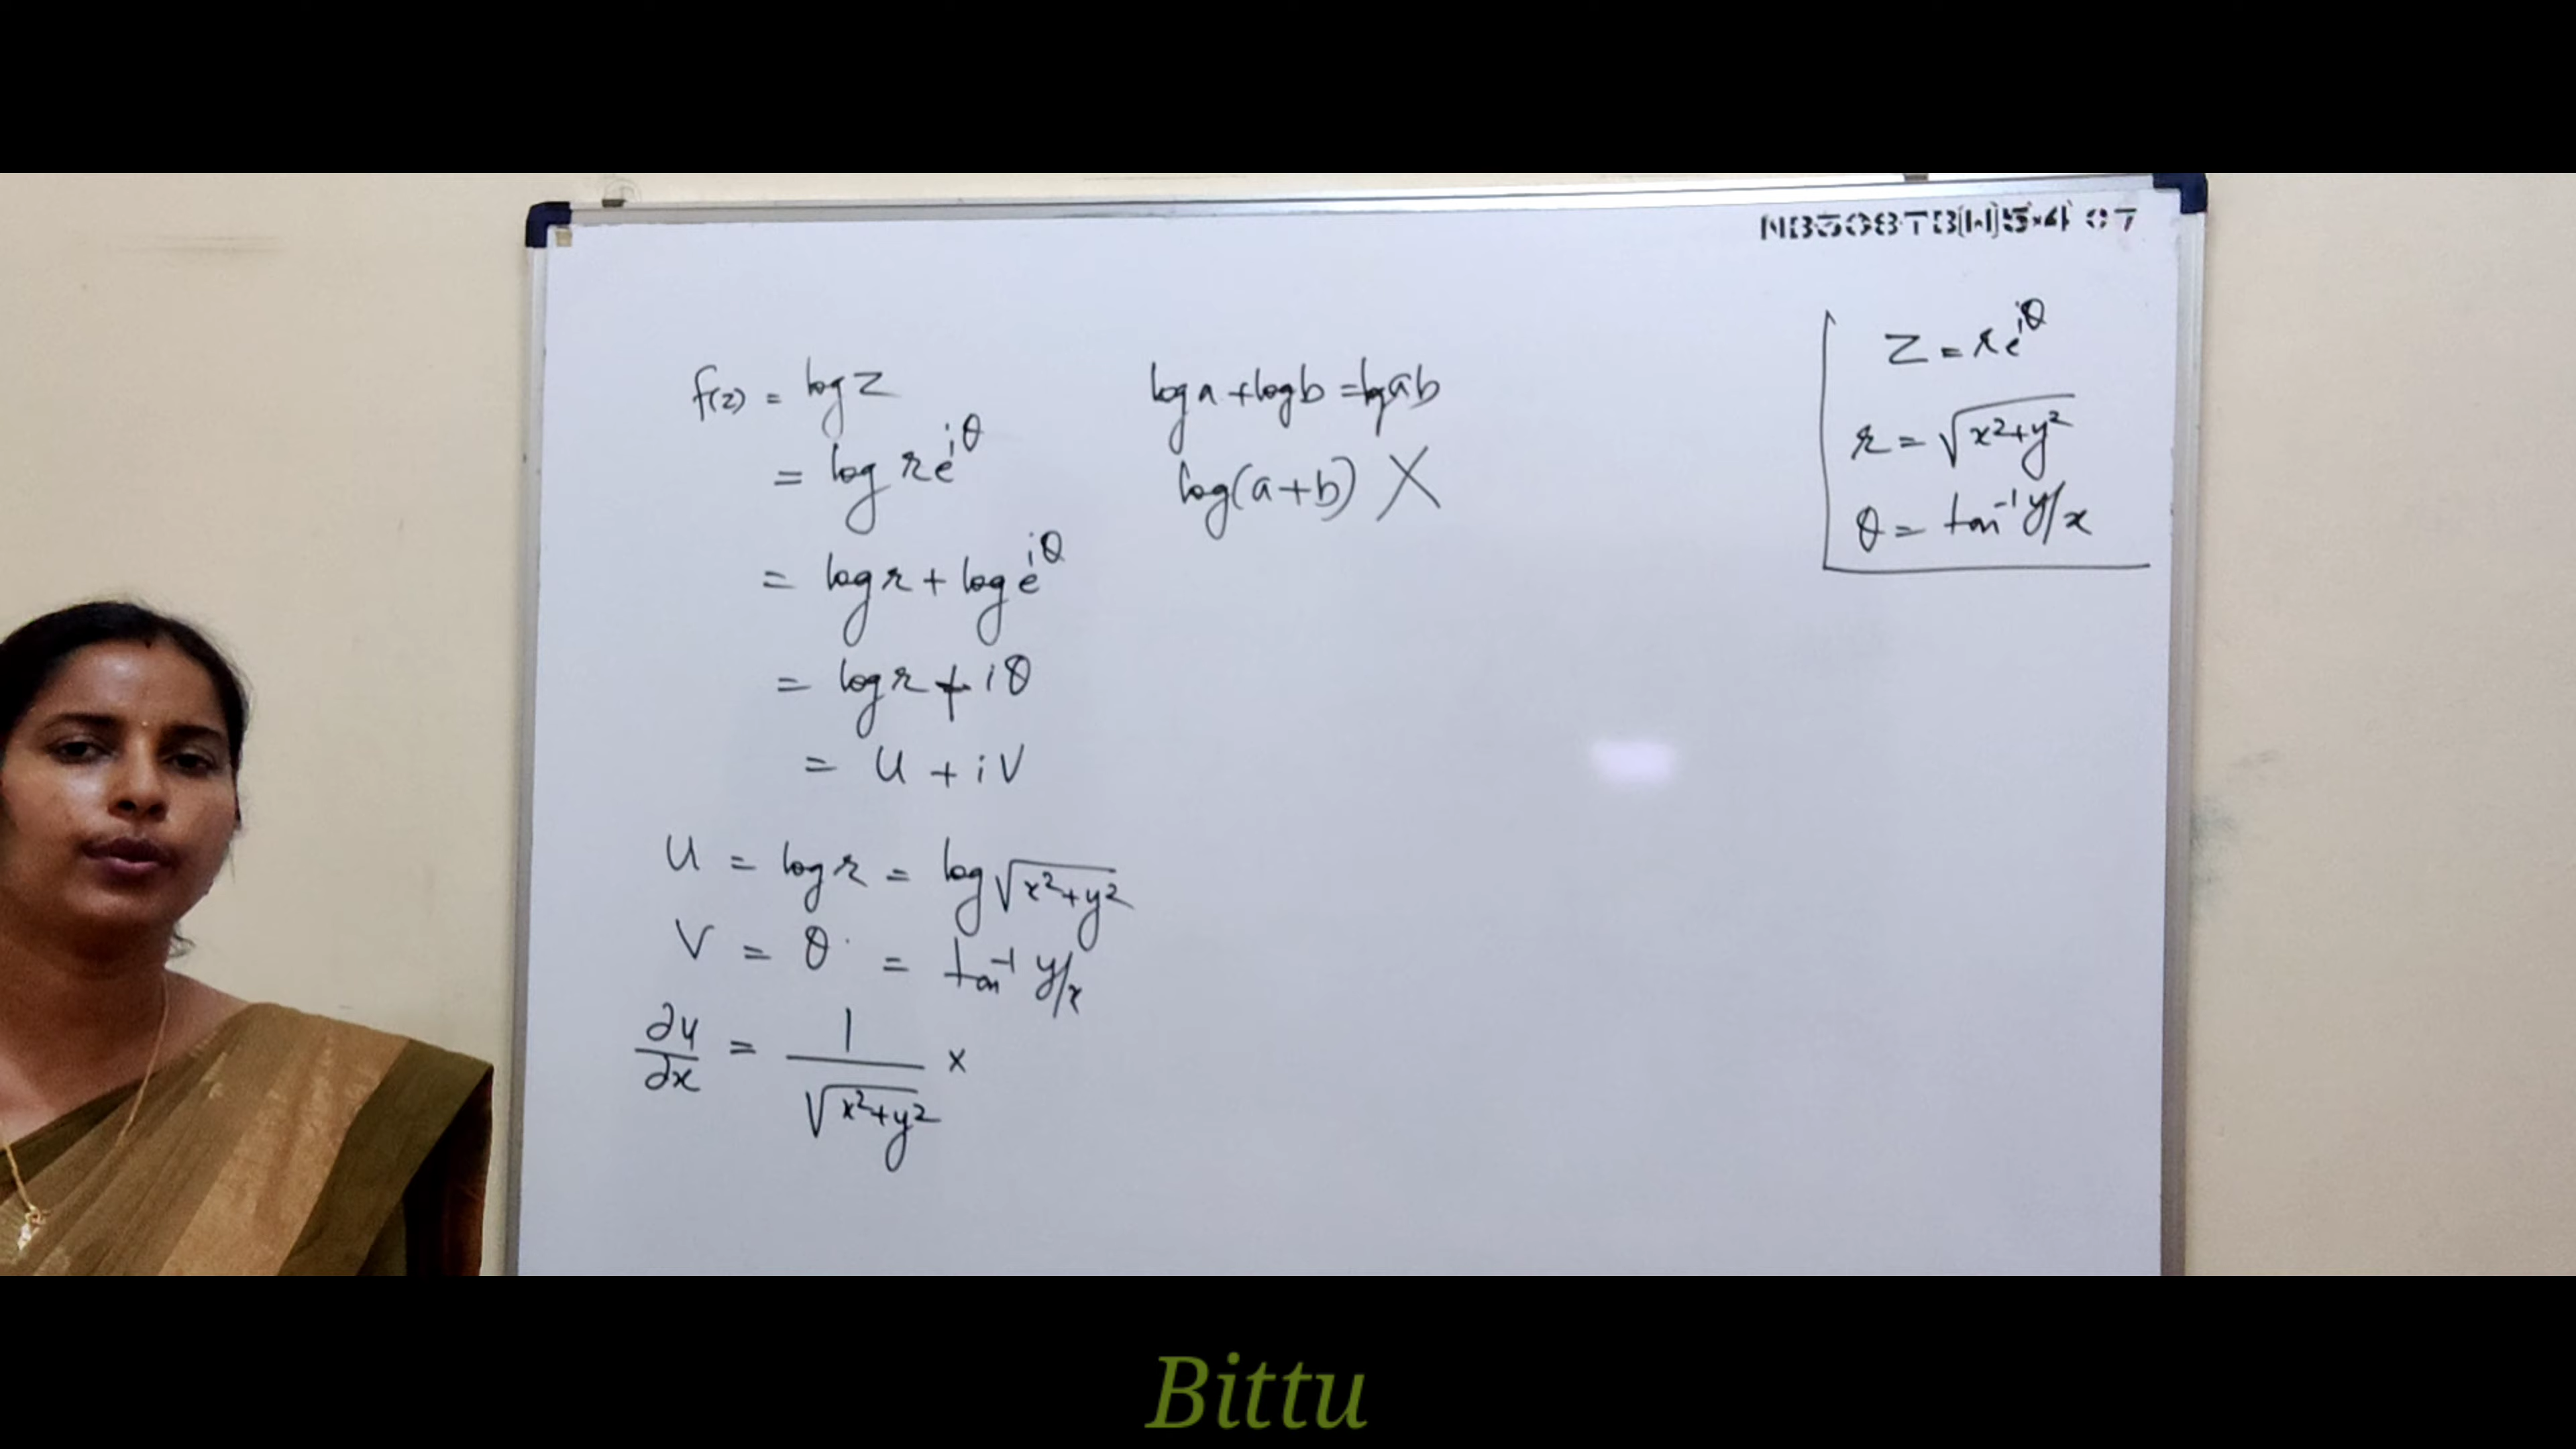 f(z) = log z
= log re^iθ
= log r + log e^iθ
= log r + iθ
= U + iV
U = log r = log √x²+y²
V = θ = tan⁻¹ y/x
∂u/∂x = 1/√x²+y² ×
log a + log b = log ab
log(a+b) X
z = re^iθ
r = √x²+y²
θ = tan⁻¹ y/x
Bittu